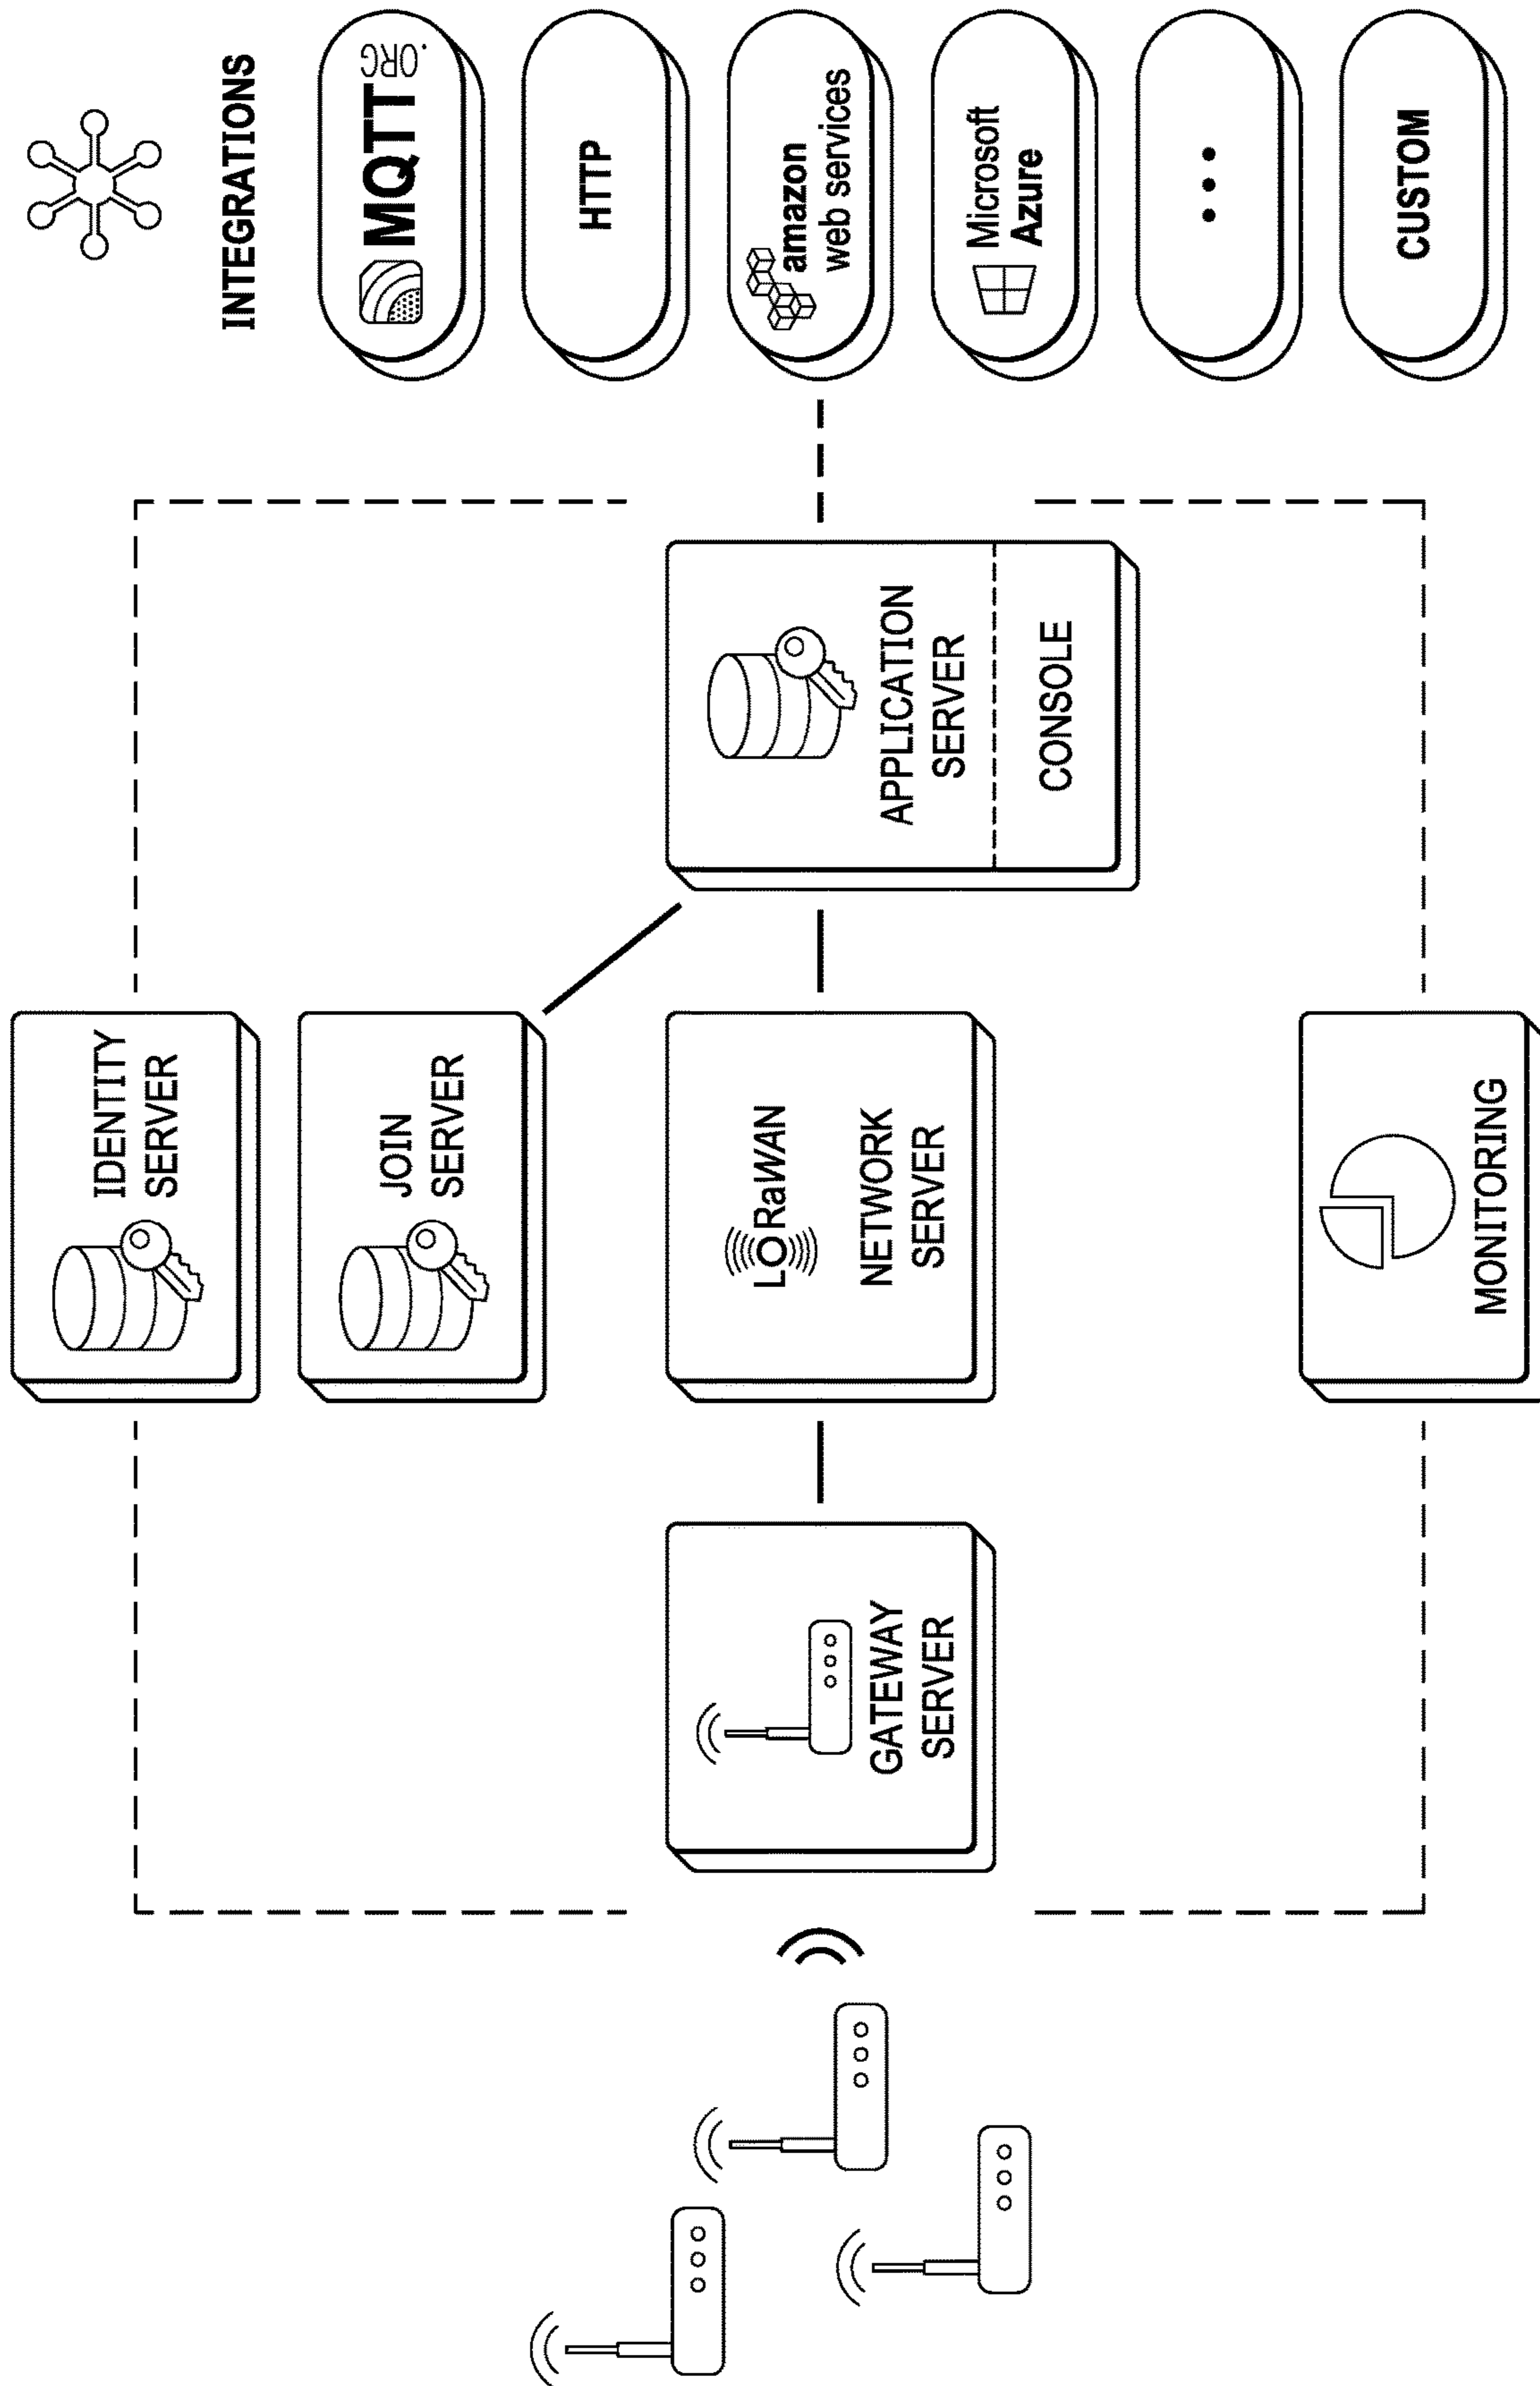 INTEGRATIONS
MQTT .ORG
HTTP
amazon
web services
Microsoft
Azure
...
CUSTOM
IDENTITY
SERVER
JOIN
SERVER
APPLICATION
SERVER
CONSOLE
LORaWAN
NETWORK
SERVER
GATEWAY
SERVER
MONITORING